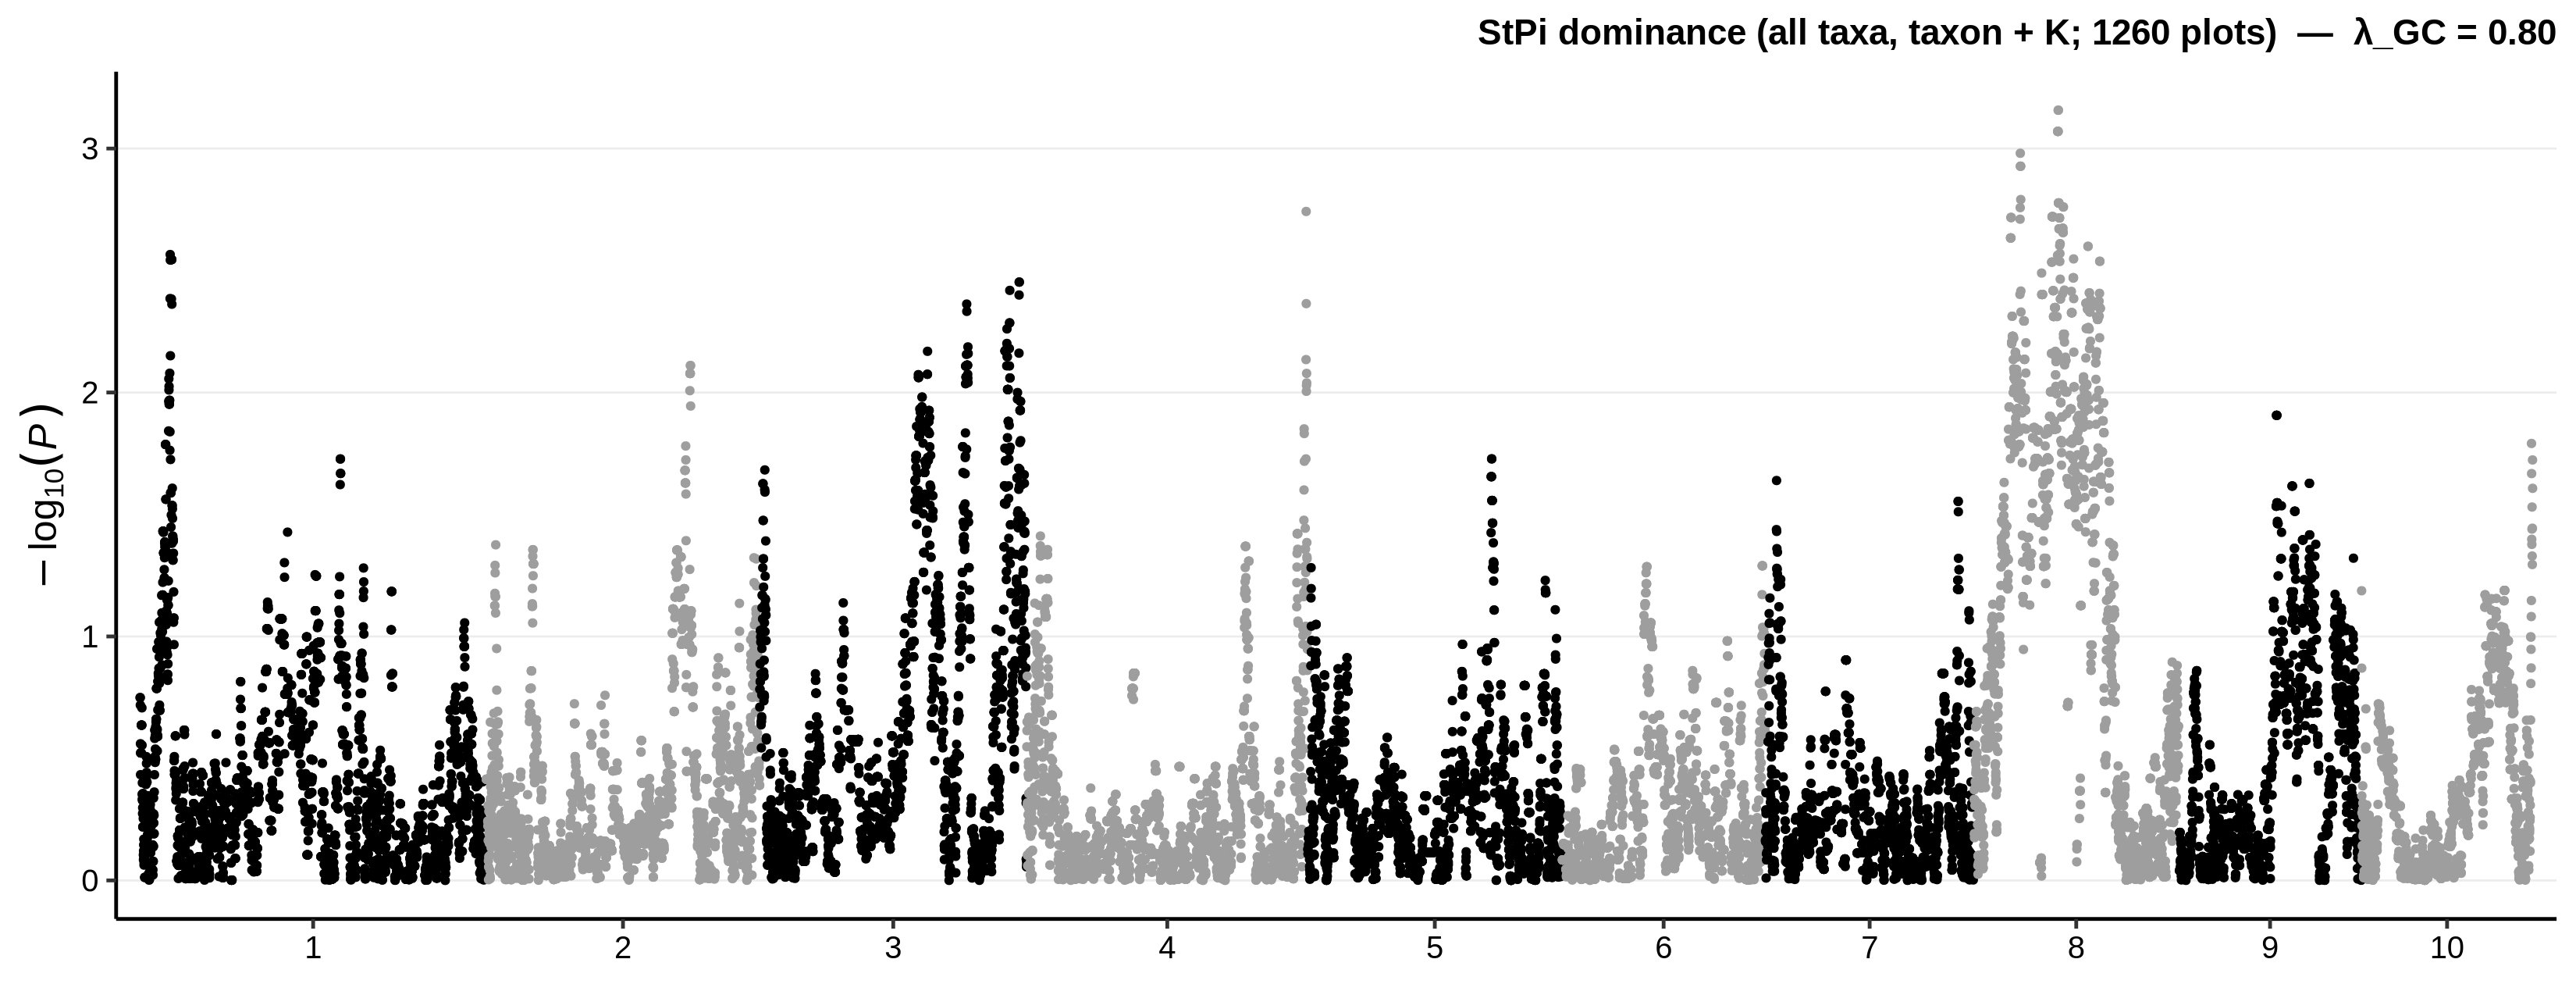 StPi dominance (all taxa, taxon + K; 1260 plots) — λ_GC = 0.80
3
2
1
0
− log10(P)
1 2 3 4 5 6 7 8 9 10